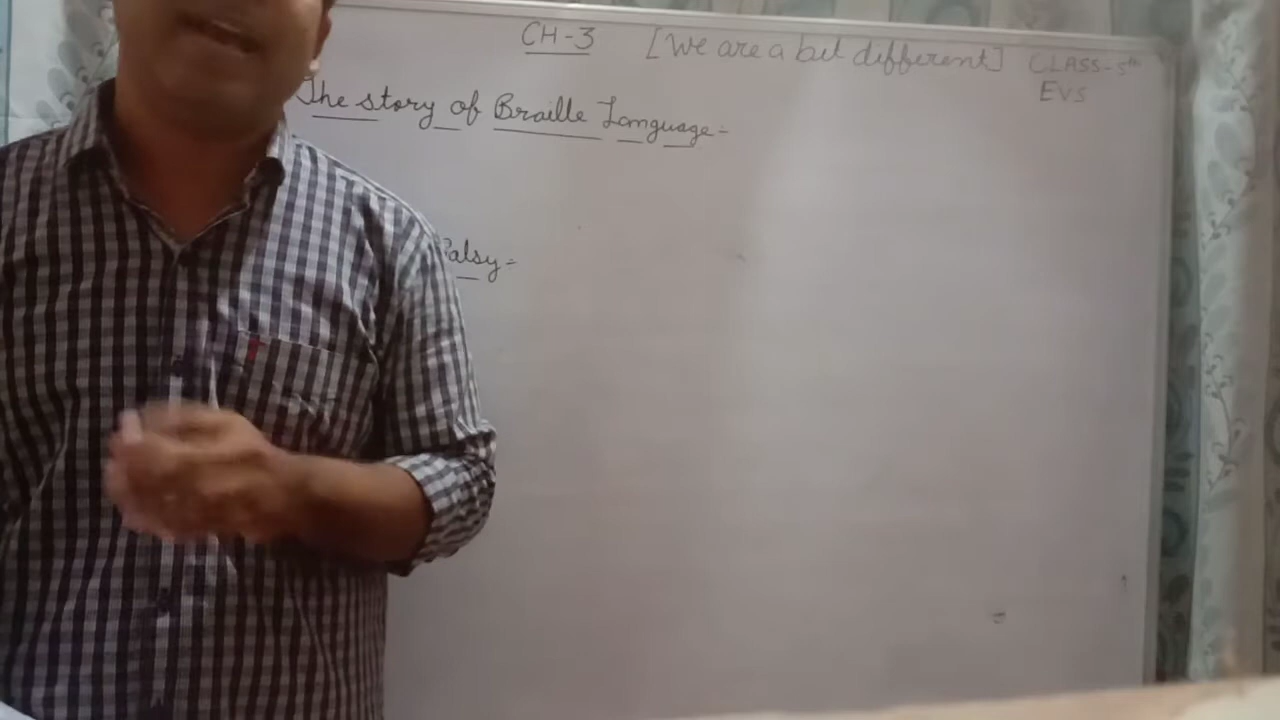 CH-3 [We are a bit different] CLASS-5th
EVS
The story of Braille Language-
Palsy-